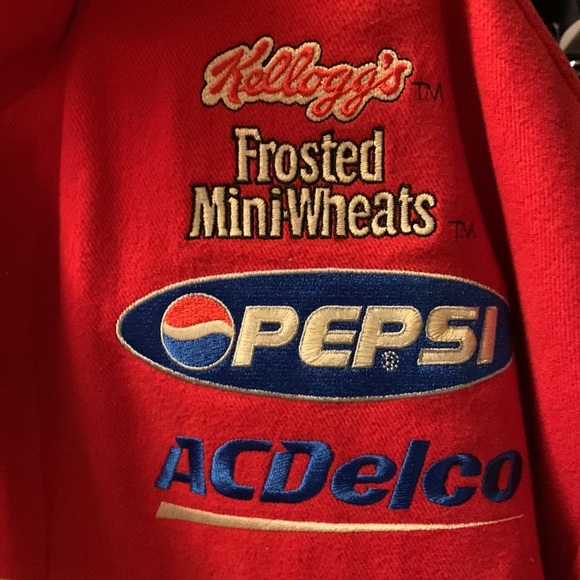 Kellogg's TM
Frosted
Mini-Wheats TM
PEPSI ®
ACDelco